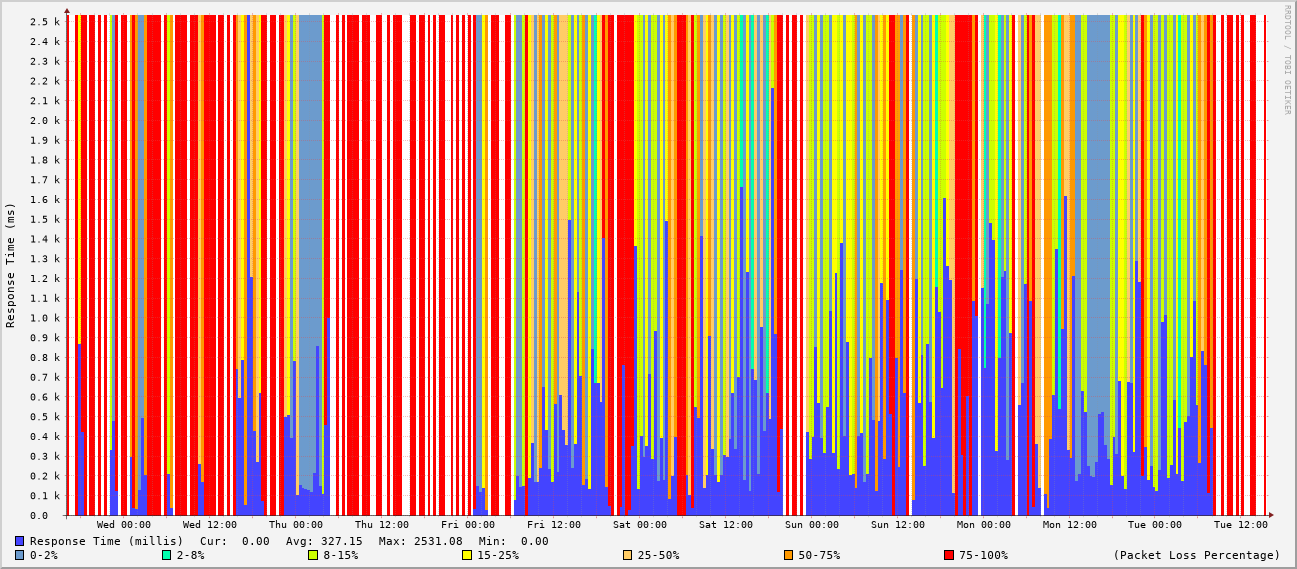 RRDTOOL / TOBI OETIKER
Response Time (ms)
2.5 k
2.4 k
2.3 k
2.2 k
2.1 k
2.0 k
1.9 k
1.8 k
1.7 k
1.6 k
1.5 k
1.4 k
1.3 k
1.2 k
1.1 k
1.0 k
0.9 k
0.8 k
0.7 k
0.6 k
0.5 k
0.4 k
0.3 k
0.2 k
0.1 k
0.0
Wed 00:00 Wed 12:00 Thu 00:00 Thu 12:00 Fri 00:00 Fri 12:00 Sat 00:00 Sat 12:00 Sun 00:00 Sun 12:00 Mon 00:00 Mon 12:00 Tue 00:00 Tue 12:00
Response Time (millis) Cur: 0.00 Avg: 327.15 Max: 2531.08 Min: 0.00
0-2% 2-8% 8-15% 15-25% 25-50% 50-75% 75-100% (Packet Loss Percentage)